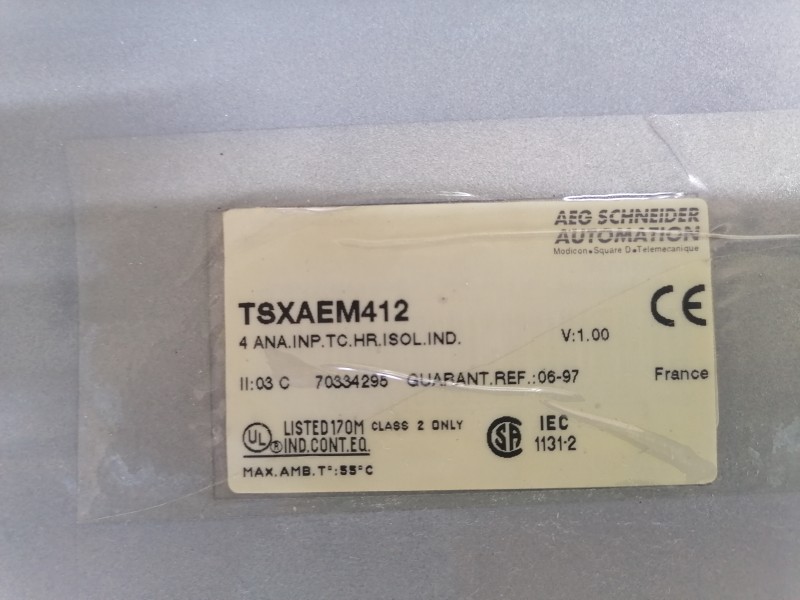 AEG SCHNEIDER
AUTOMATION
Modicon■Square D■Telemecanique
TSXAEM412
CE
4 ANA.INP.TC.HR.ISOL.IND. V:1.00
II:03 C 70334295 GUARANT.REF.:06-97 France
UL ® LISTED 170M CLASS 2 ONLY
IND.CONT.EQ.
SA IEC
1131-2
MAX.AMB.T°:55°C